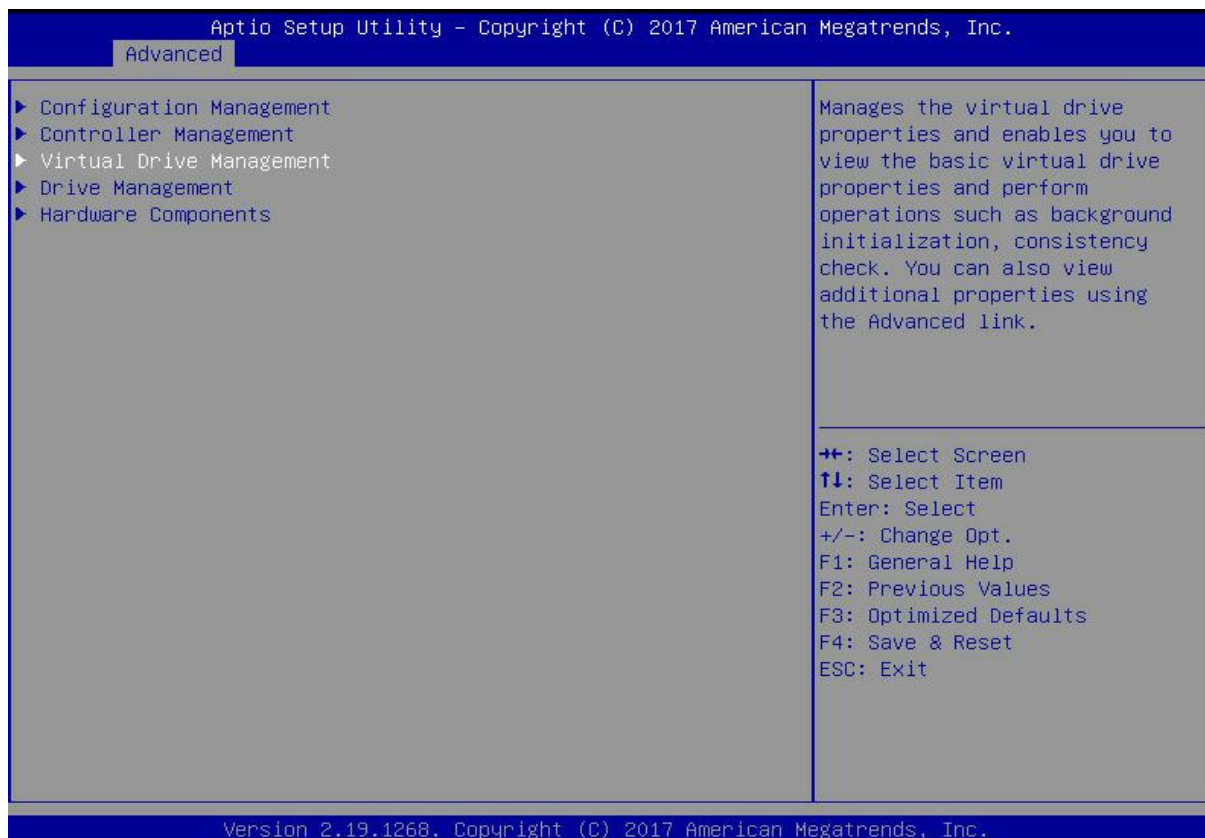 Aptio Setup Utility – Copyright (C) 2017 American Megatrends, Inc.
Advanced
Configuration Management
Controller Management
Virtual Drive Management
Drive Management
Hardware Components
Manages the virtual drive
properties and enables you to
view the basic virtual drive
properties and perform
operations such as background
initialization, consistency
check. You can also view
additional properties using
the Advanced link.
→←: Select Screen
↑↓: Select Item
Enter: Select
+/-: Change Opt.
F1: General Help
F2: Previous Values
F3: Optimized Defaults
F4: Save & Reset
ESC: Exit
Version 2.19.1268. Copyright (C) 2017 American Megatrends, Inc.